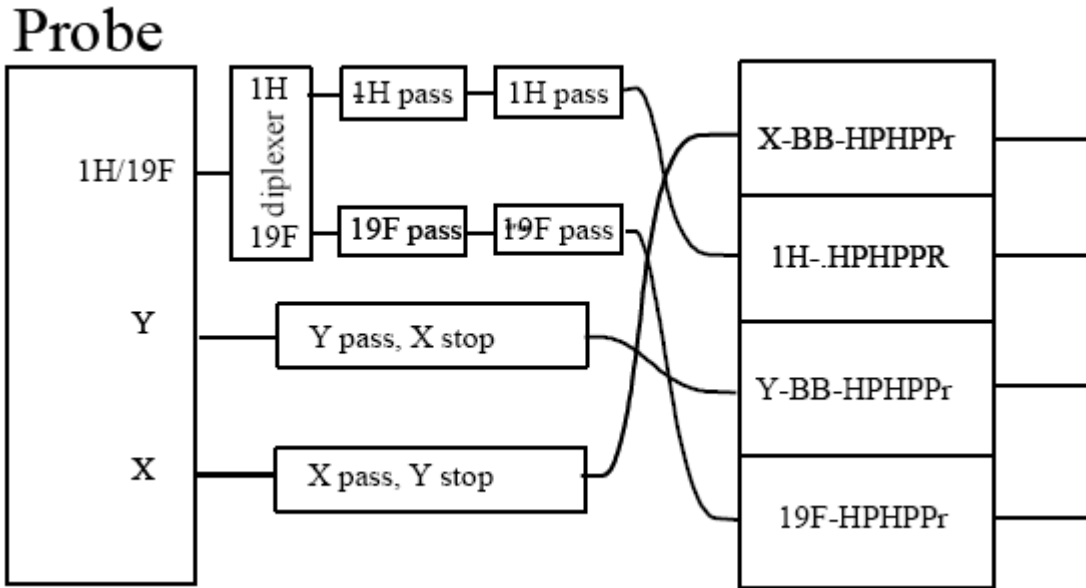 Probe
1H
1H pass
1H pass
1H/19F
diplexer
19F
19F pass
19F pass
Y
Y pass, X stop
X
X pass, Y stop
X-BB-HPHPPr
1H-.HPHPPR
Y-BB-HPHPPr
19F-HPHPPr